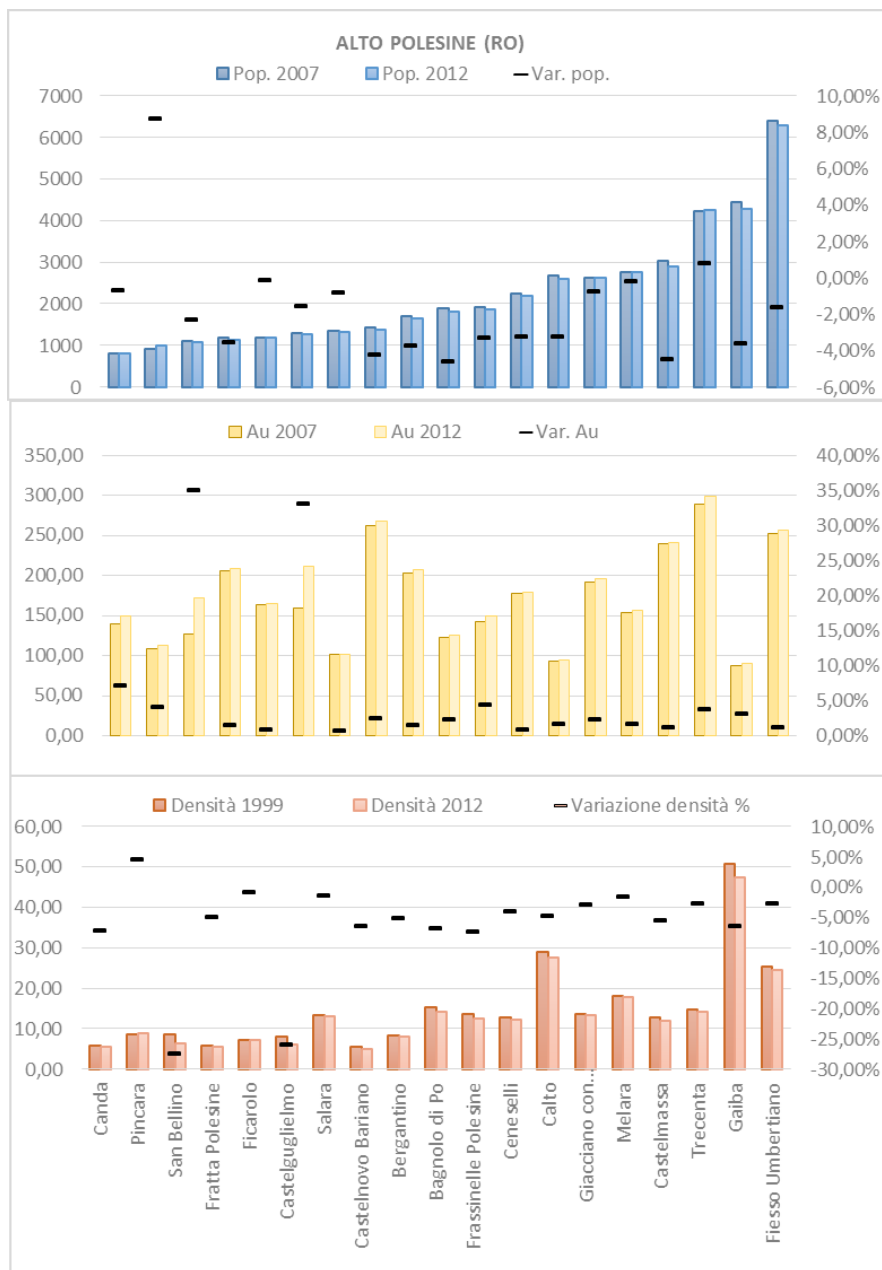 ALTO POLESINE (RO)
Pop. 2007 Pop. 2012 Var. pop.
7000 10,00%
6000 8,00%
5000 6,00%
4000 4,00%
3000 2,00%
2000 0,00%
1000 -2,00%
0 -4,00%
-6,00%
Au 2007 Au 2012 Var. Au
350,00 40,00%
300,00 35,00%
250,00 30,00%
200,00 25,00%
150,00 20,00%
100,00 15,00%
50,00 10,00%
0,00 5,00%
0,00%
Densità 1999 Densità 2012 Variazione densità %
60,00 10,00%
50,00 5,00%
40,00 0,00%
30,00 -5,00%
20,00 -10,00%
10,00 -15,00%
0,00 -20,00%
-25,00%
-30,00%
Canda
Pincara
San Bellino
Fratta Polesine
Ficarolo
Castelguglielmo
Salara
Castelnovo Bariano
Bergantino
Bagnolo di Po
Frassinelle Polesine
Ceneselli
Calto
Giacciano con...
Melara
Castelmassa
Trecenta
Gaiba
Fiesso Umbertiano